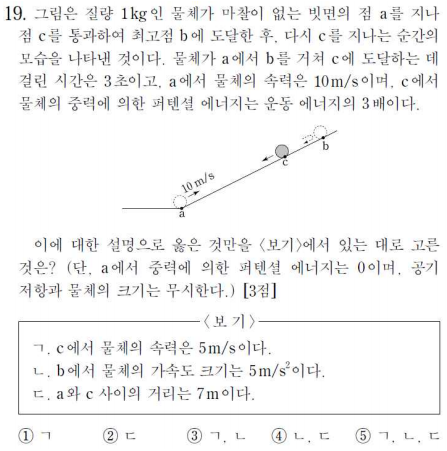 19. 그림은 질량 1kg인 물체가 마찰이 없는 빗면의 점 a를 지나
점 c를 통과하여 최고점 b에 도달한 후, 다시 c를 지나는 순간의
모습을 나타낸 것이다. 물체가 a에서 b를 거쳐 c에 도달하는 데
걸린 시간은 3초이고, a에서 물체의 속력은 10m/s이며, c에서
물체의 중력에 의한 퍼텐셜 에너지는 운동 에너지의 3배이다.
10m/s
a
c
b
이에 대한 설명으로 옳은 것만을 <보기>에서 있는 대로 고른
것은? (단, a에서 중력에 의한 퍼텐셜 에너지는 0이며, 공기
저항과 물체의 크기는 무시한다.) [3점]
<보 기>
ㄱ. c에서 물체의 속력은 5m/s이다.
ㄴ. b에서 물체의 가속도 크기는 5m/s²이다.
ㄷ. a와 c 사이의 거리는 7m이다.
① ㄱ ② ㄷ ③ ㄱ, ㄴ ④ ㄴ, ㄷ ⑤ ㄱ, ㄴ, ㄷ